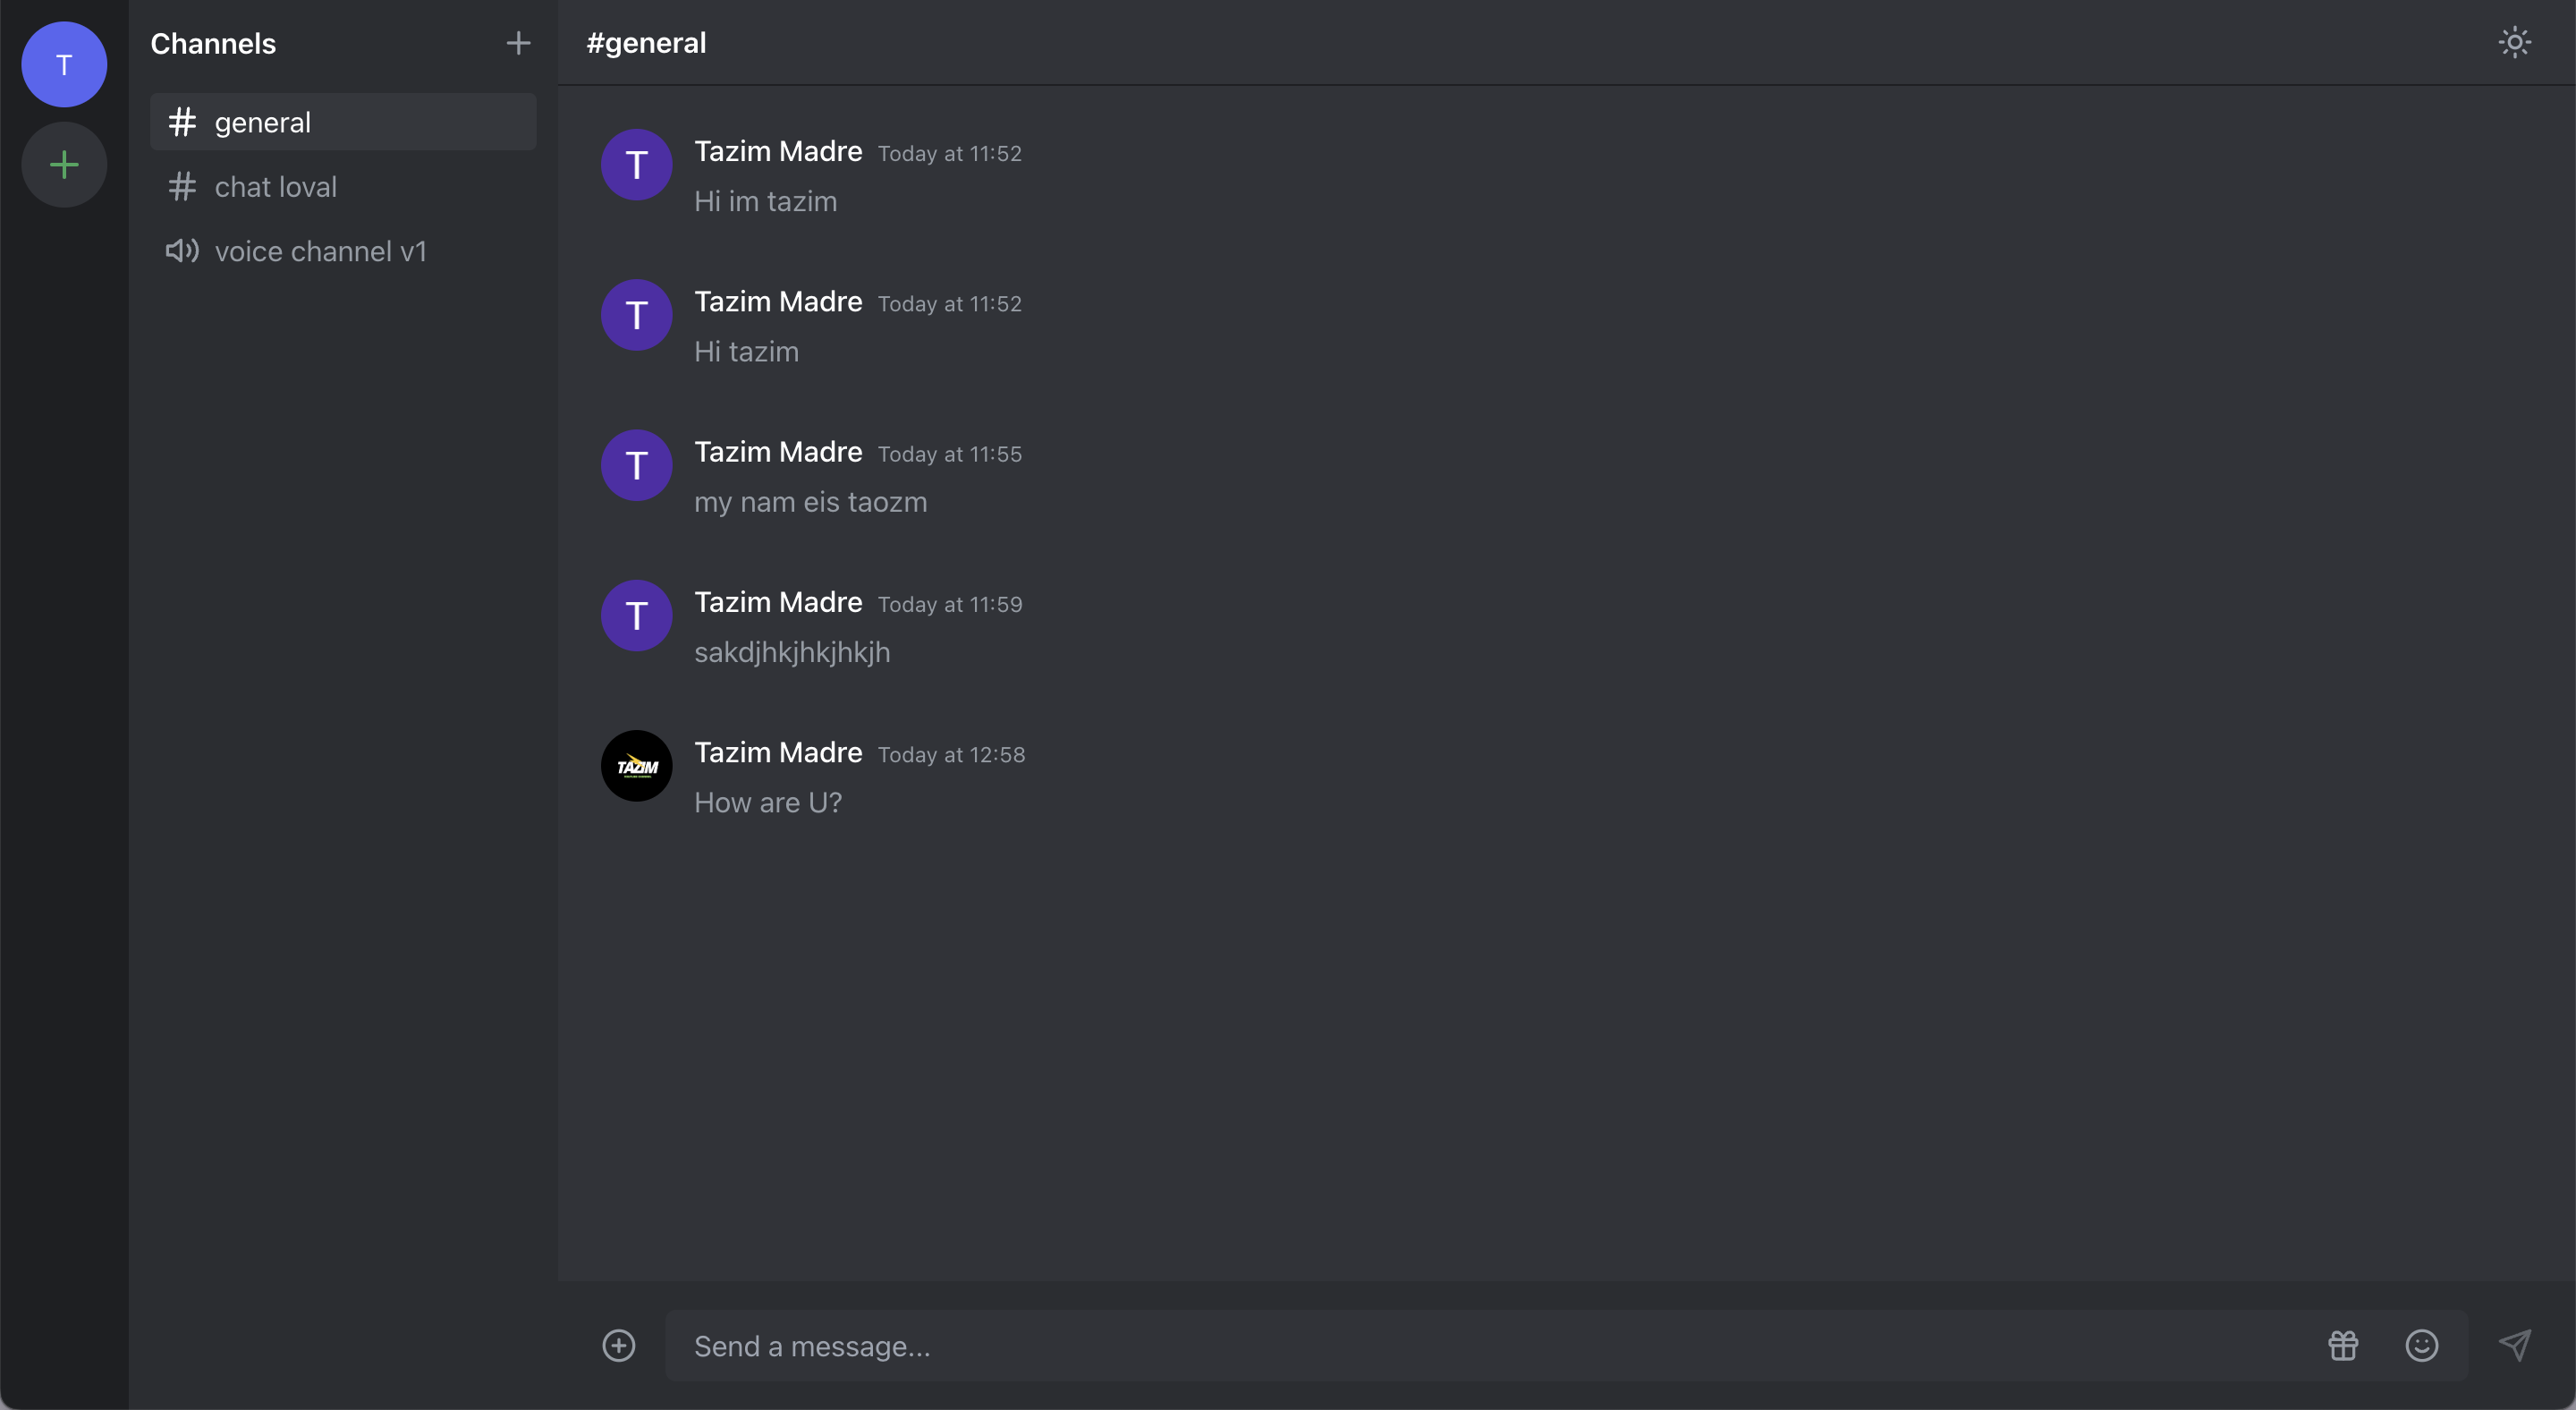 T
Channels
general
chat loval
voice channel v1
#general
T
Tazim Madre Today at 11:52
Hi im tazim
T
Tazim Madre Today at 11:52
Hi tazim
T
Tazim Madre Today at 11:55
my nam eis taozm
T
Tazim Madre Today at 11:59
sakdjhkjhkjhkjh
TAZIM
Tazim Madre Today at 12:58
How are U?
Send a message...